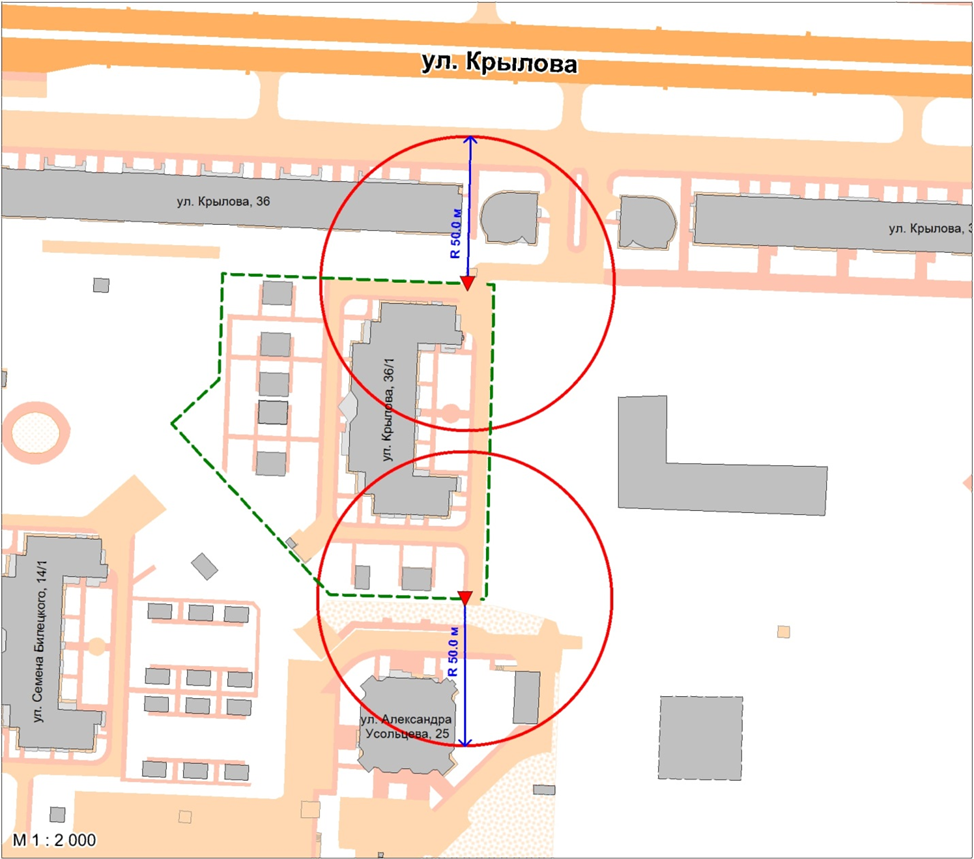 ул. Крылова
ул. Крылова, 36
ул. Крылова, 3
R 50.0 м
ул. Крылова, 36/1
ул. Семена Билецкого, 14/1
R 50.0 м
ул. Александра
Усольцева, 25
М 1 : 2 000